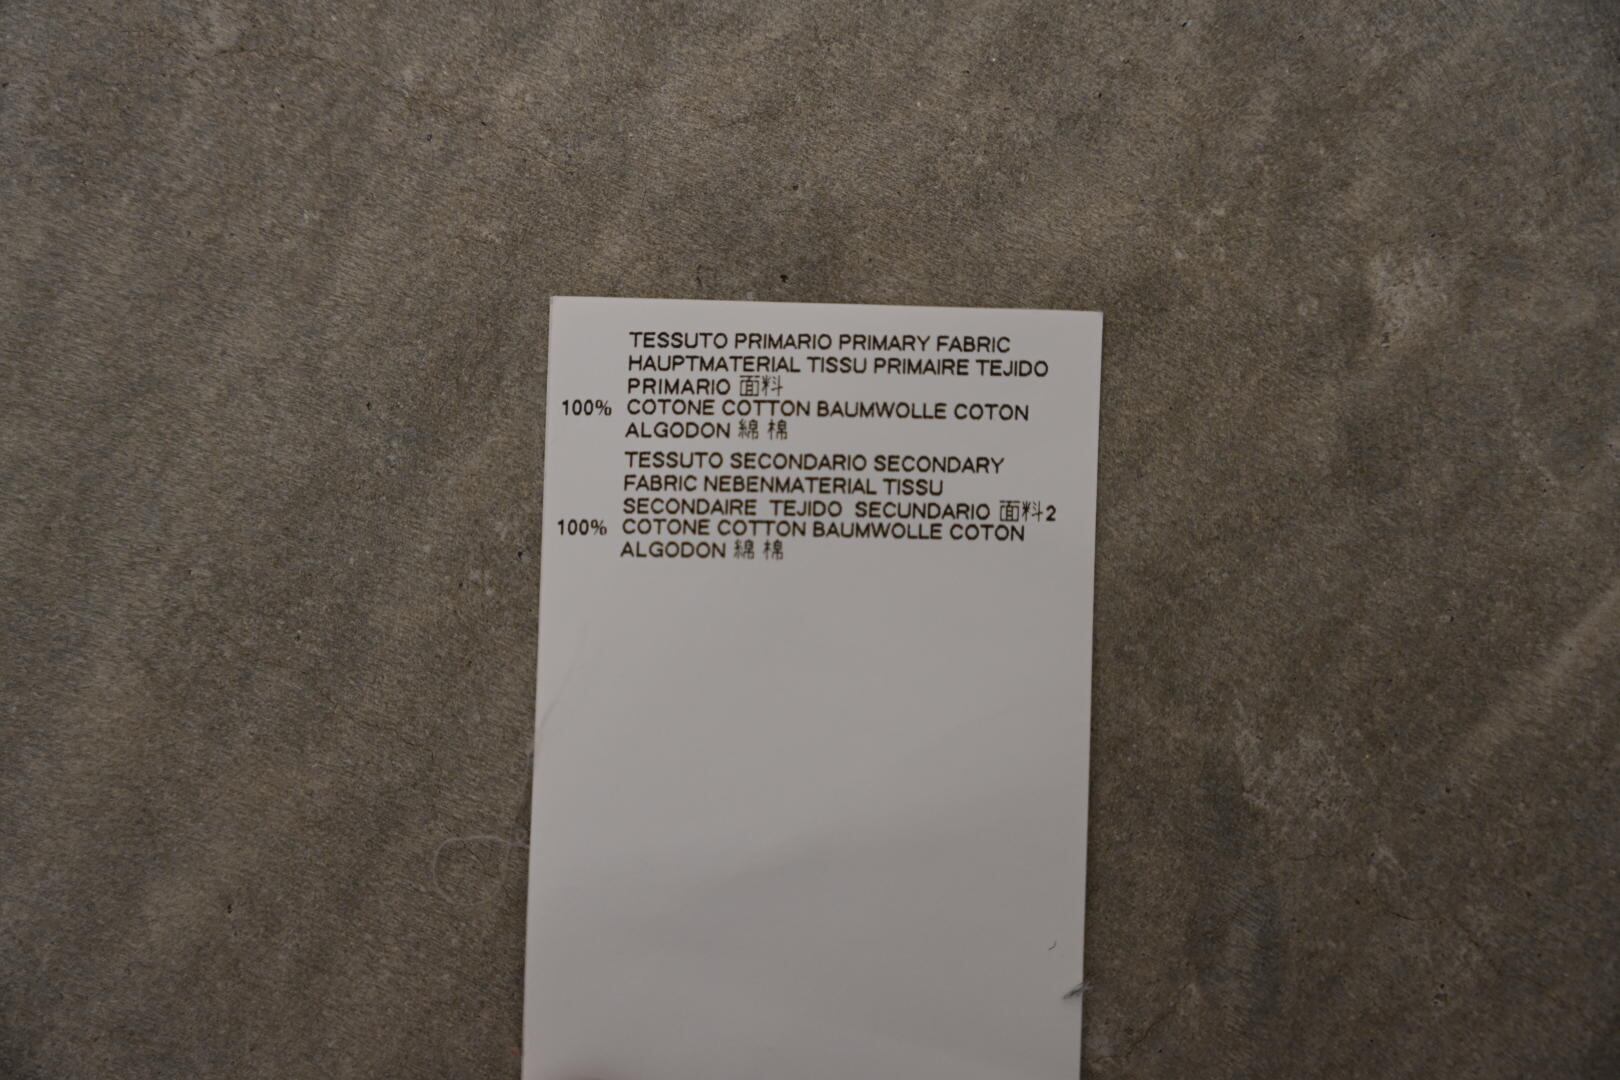 TESSUTO PRIMARIO PRIMARY FABRIC
HAUPTMATERIAL TISSU PRIMAIRE TEJIDO
PRIMARIO 面料
100% COTONE COTTON BAUMWOLLE COTON
ALGODON 綿 棉
TESSUTO SECONDARIO SECONDARY
FABRIC NEBENMATERIAL TISSU
SECONDAIRE TEJIDO SECUNDARIO 面料2
100% COTONE COTTON BAUMWOLLE COTON
ALGODON 綿 棉